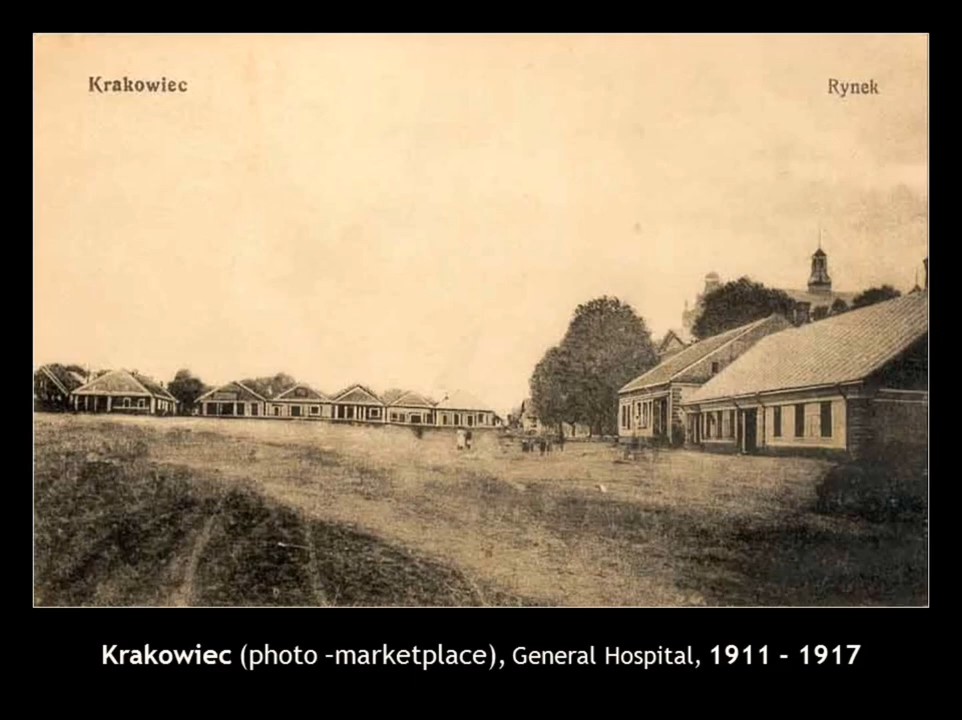 Krakowiec
Rynek
Krakowiec (photo –marketplace), General Hospital, 1911 - 1917